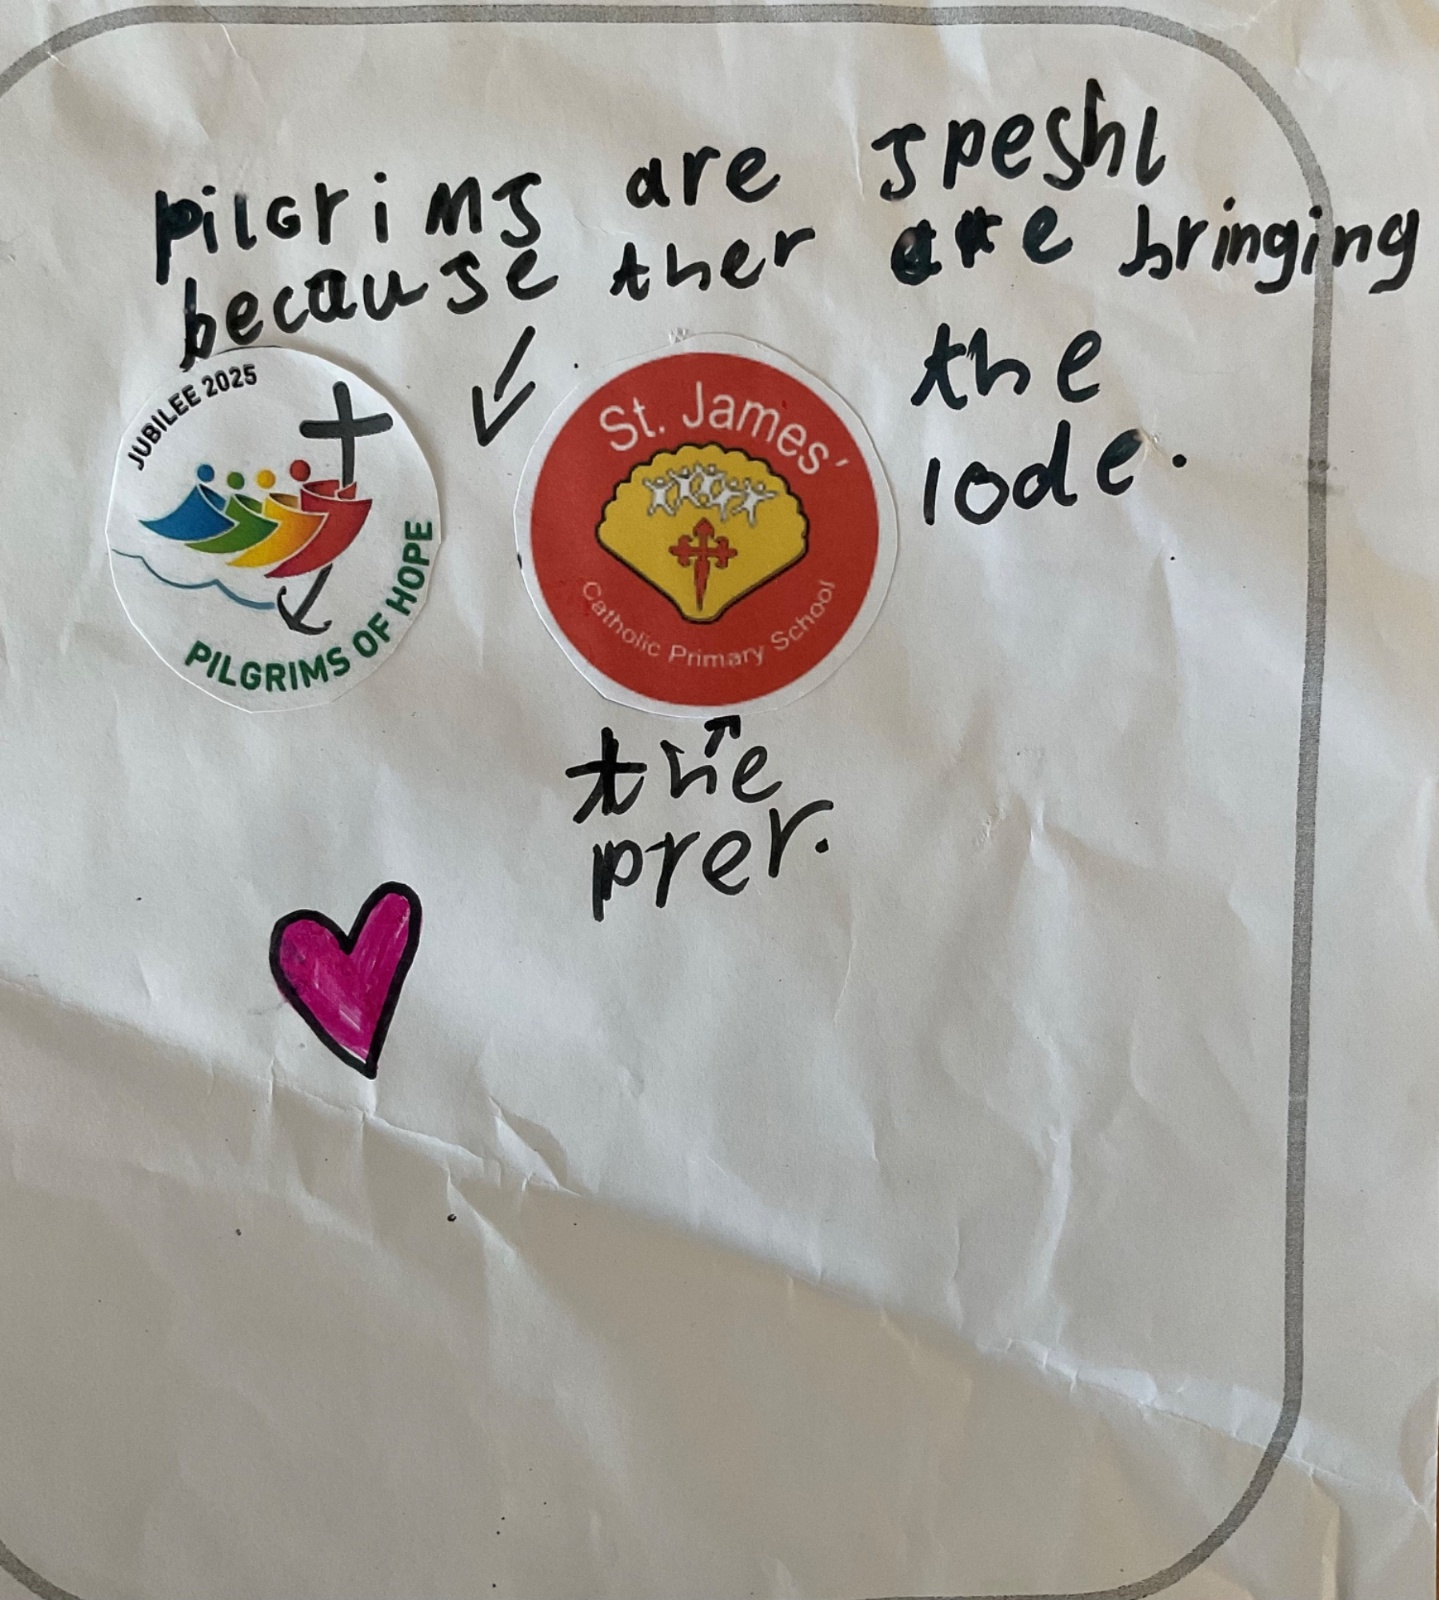 pilGrims are speshl
because ther are bringing
the
lode.
JUBILEE 2025
PILGRIMS OF HOPE
St. James'
Catholic Primary School
the
prer.